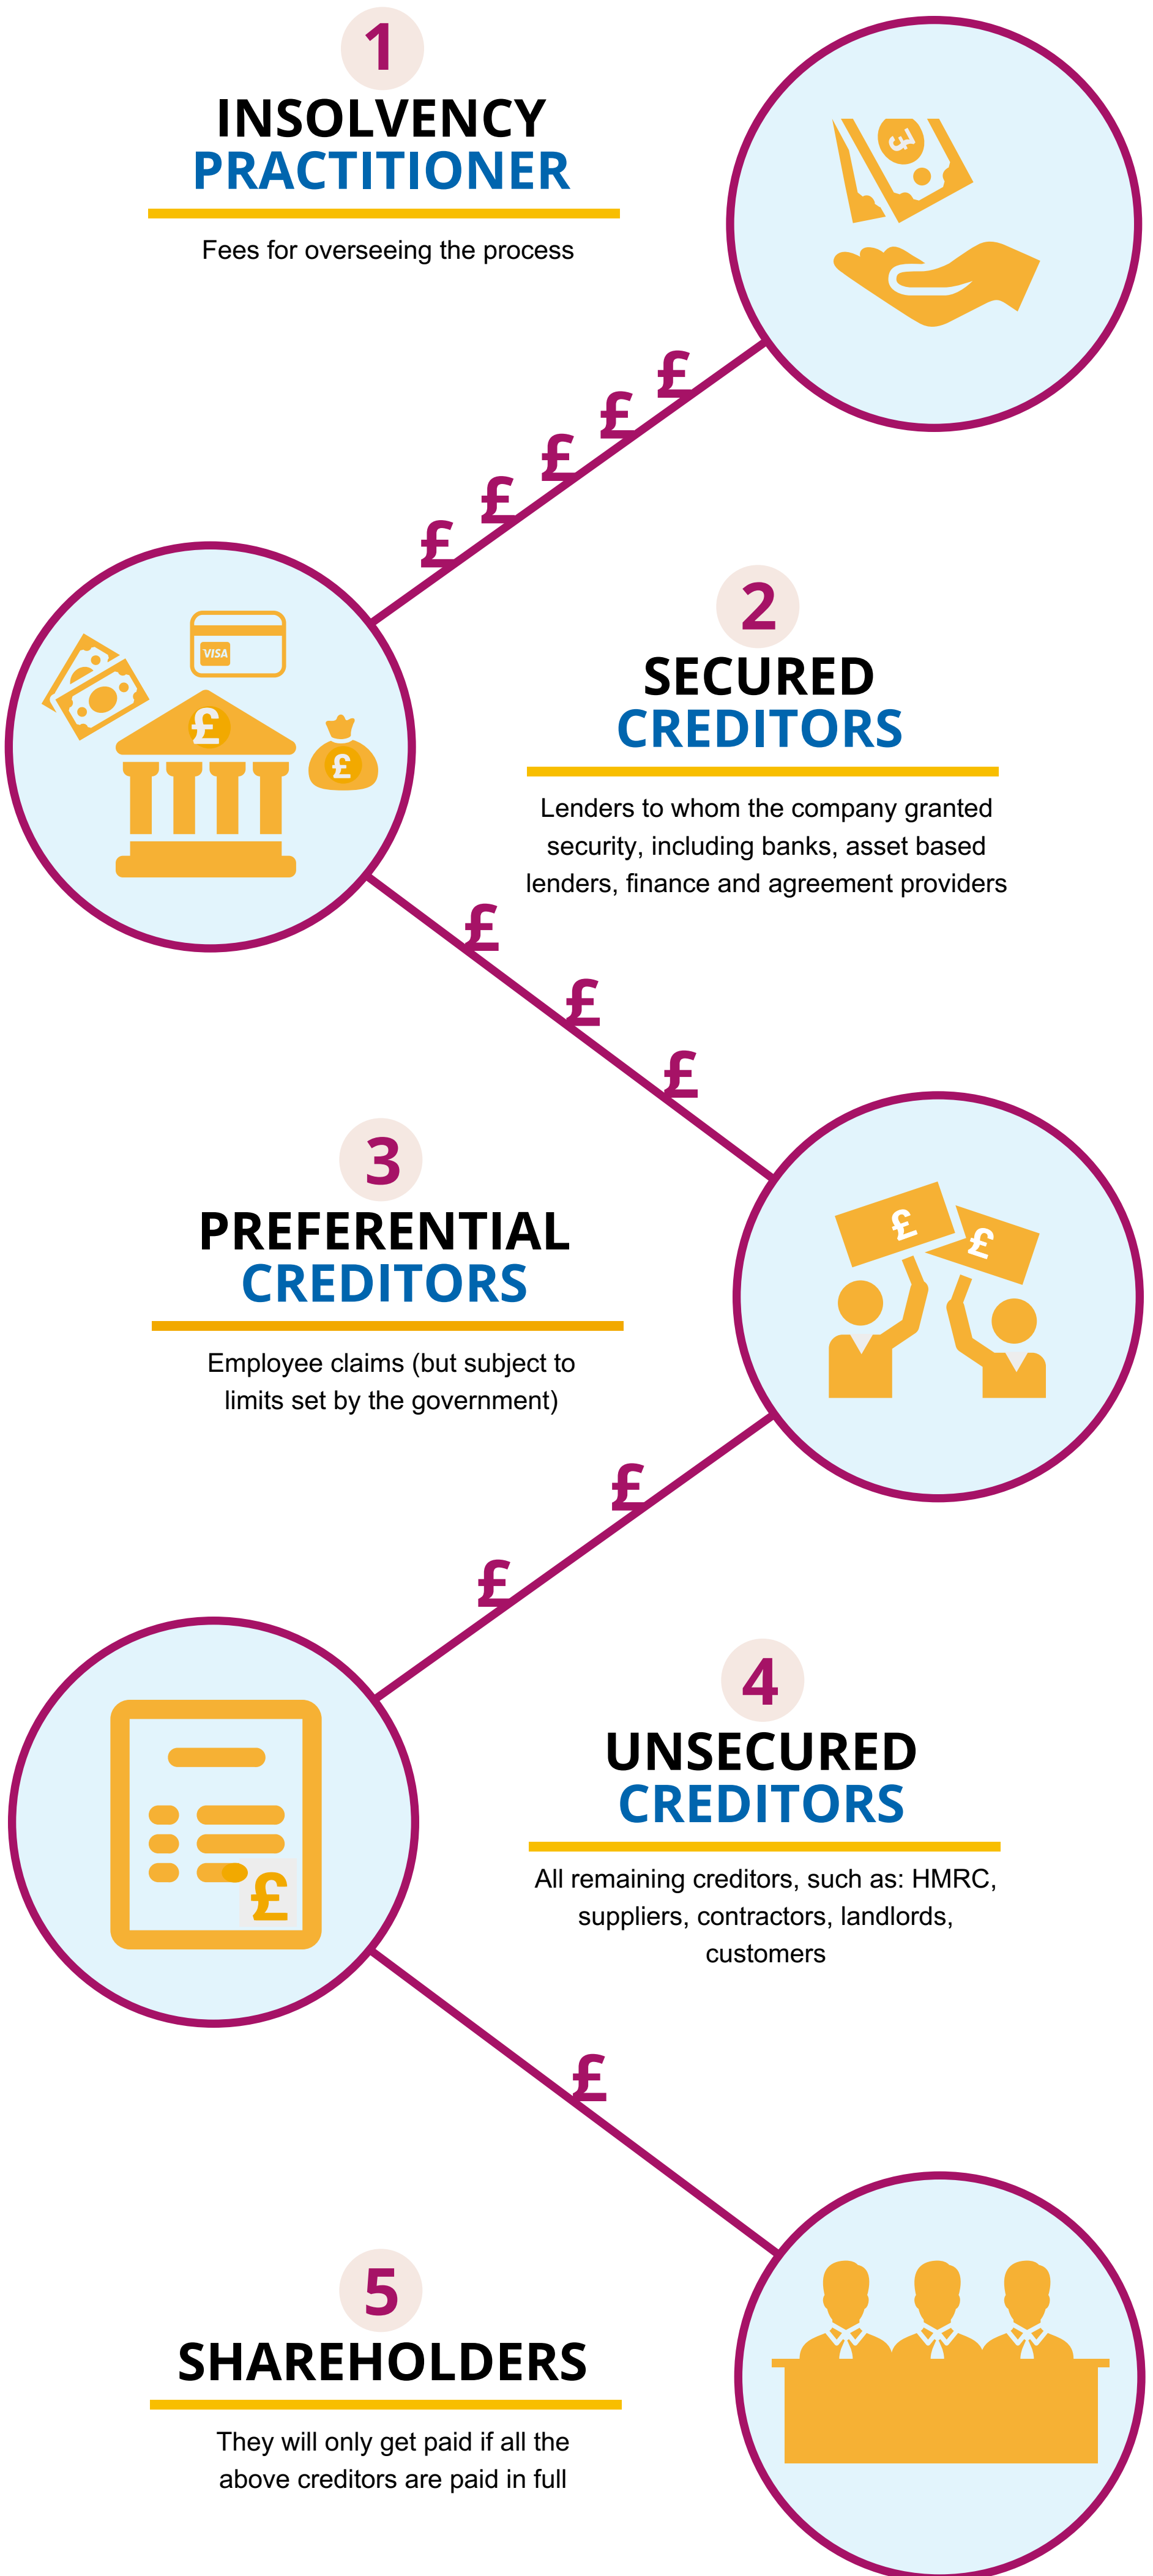 1
INSOLVENCY
PRACTITIONER
Fees for overseeing the process
£
£
£
£
£
£
VISA
£
£
2
SECURED
CREDITORS
Lenders to whom the company granted
security, including banks, asset based
lenders, finance and agreement providers
£
£
£
3
PREFERENTIAL
CREDITORS
Employee claims (but subject to
limits set by the government)
£
£
£
£
4
UNSECURED
CREDITORS
All remaining creditors, such as: HMRC,
suppliers, contractors, landlords,
customers
£
£
5
SHAREHOLDERS
They will only get paid if all the
above creditors are paid in full